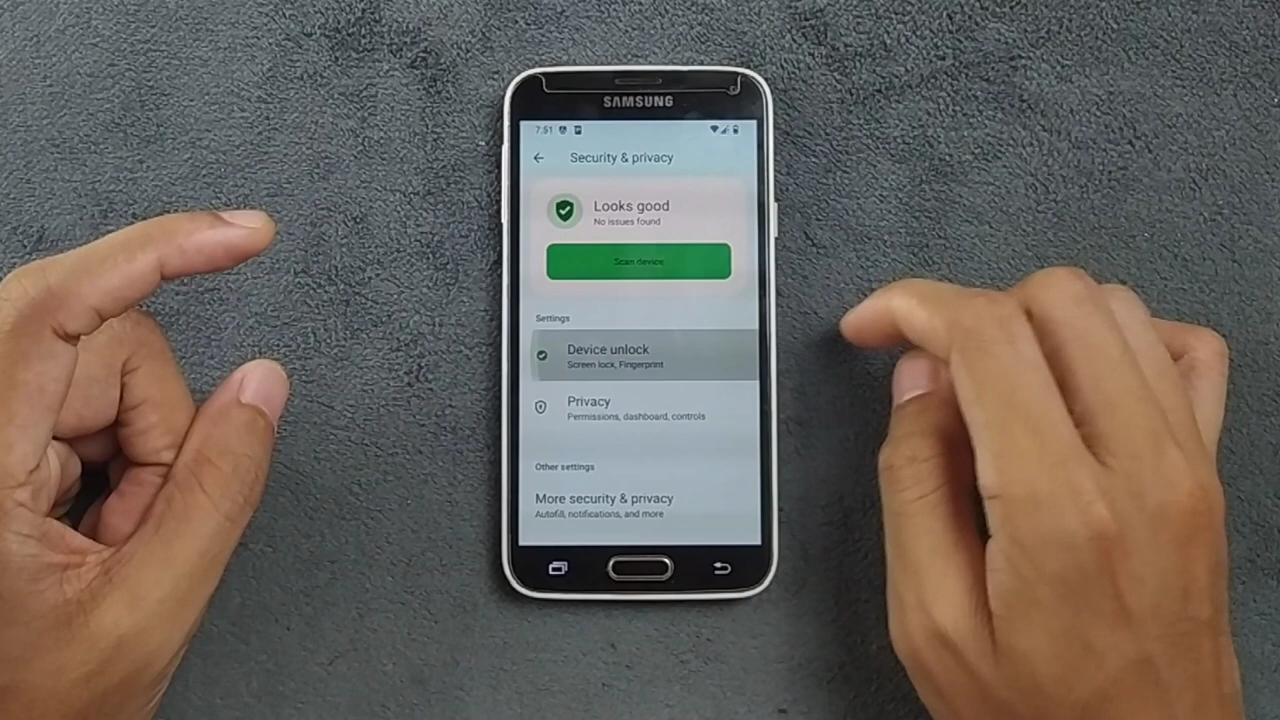 SAMSUNG
7:51
Security & privacy
Looks good
No issues found
Scan device
Settings
Device unlock
Screen lock, Fingerprint
Privacy
Permissions, dashboard, controls
Other settings
More security & privacy
Autofill, notifications, and more